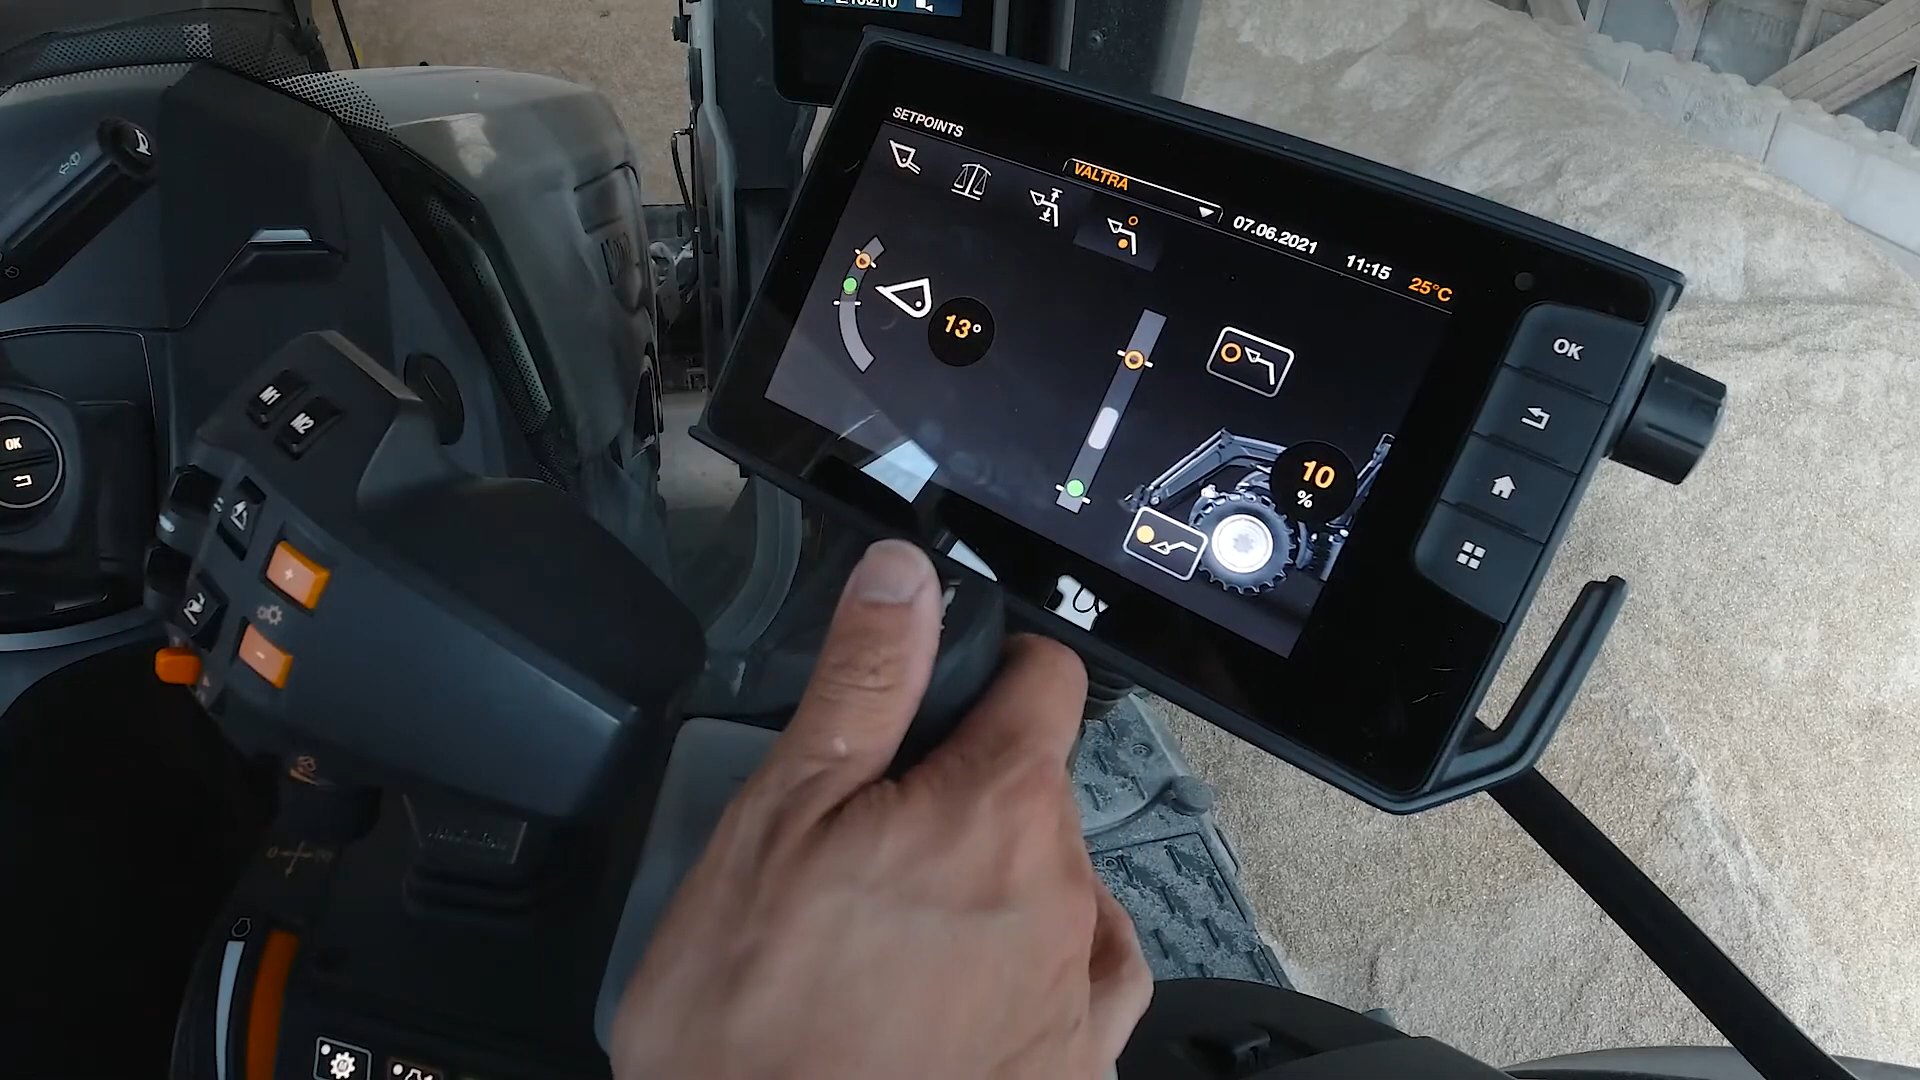 SETPOINTS
VALTRA
07.06.2021
11:15
25°C
13°
10
%
OK
M1
M2
OK
+
-